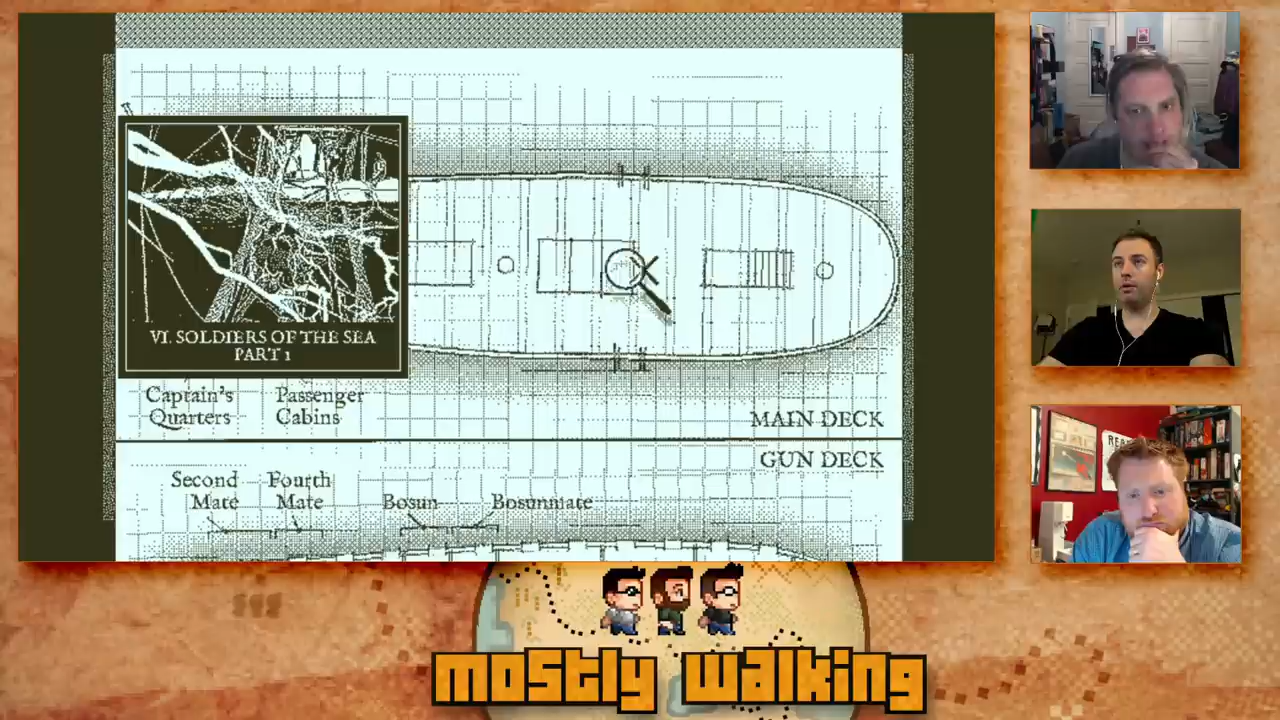 VI. SOLDIERS OF THE SEA
PART 1
Captain's
Quarters
Passenger
Cabins
MAIN DECK
GUN DECK
Second
Mate
Fourth
Mate
Bosun
Bosunmate
mostly walking